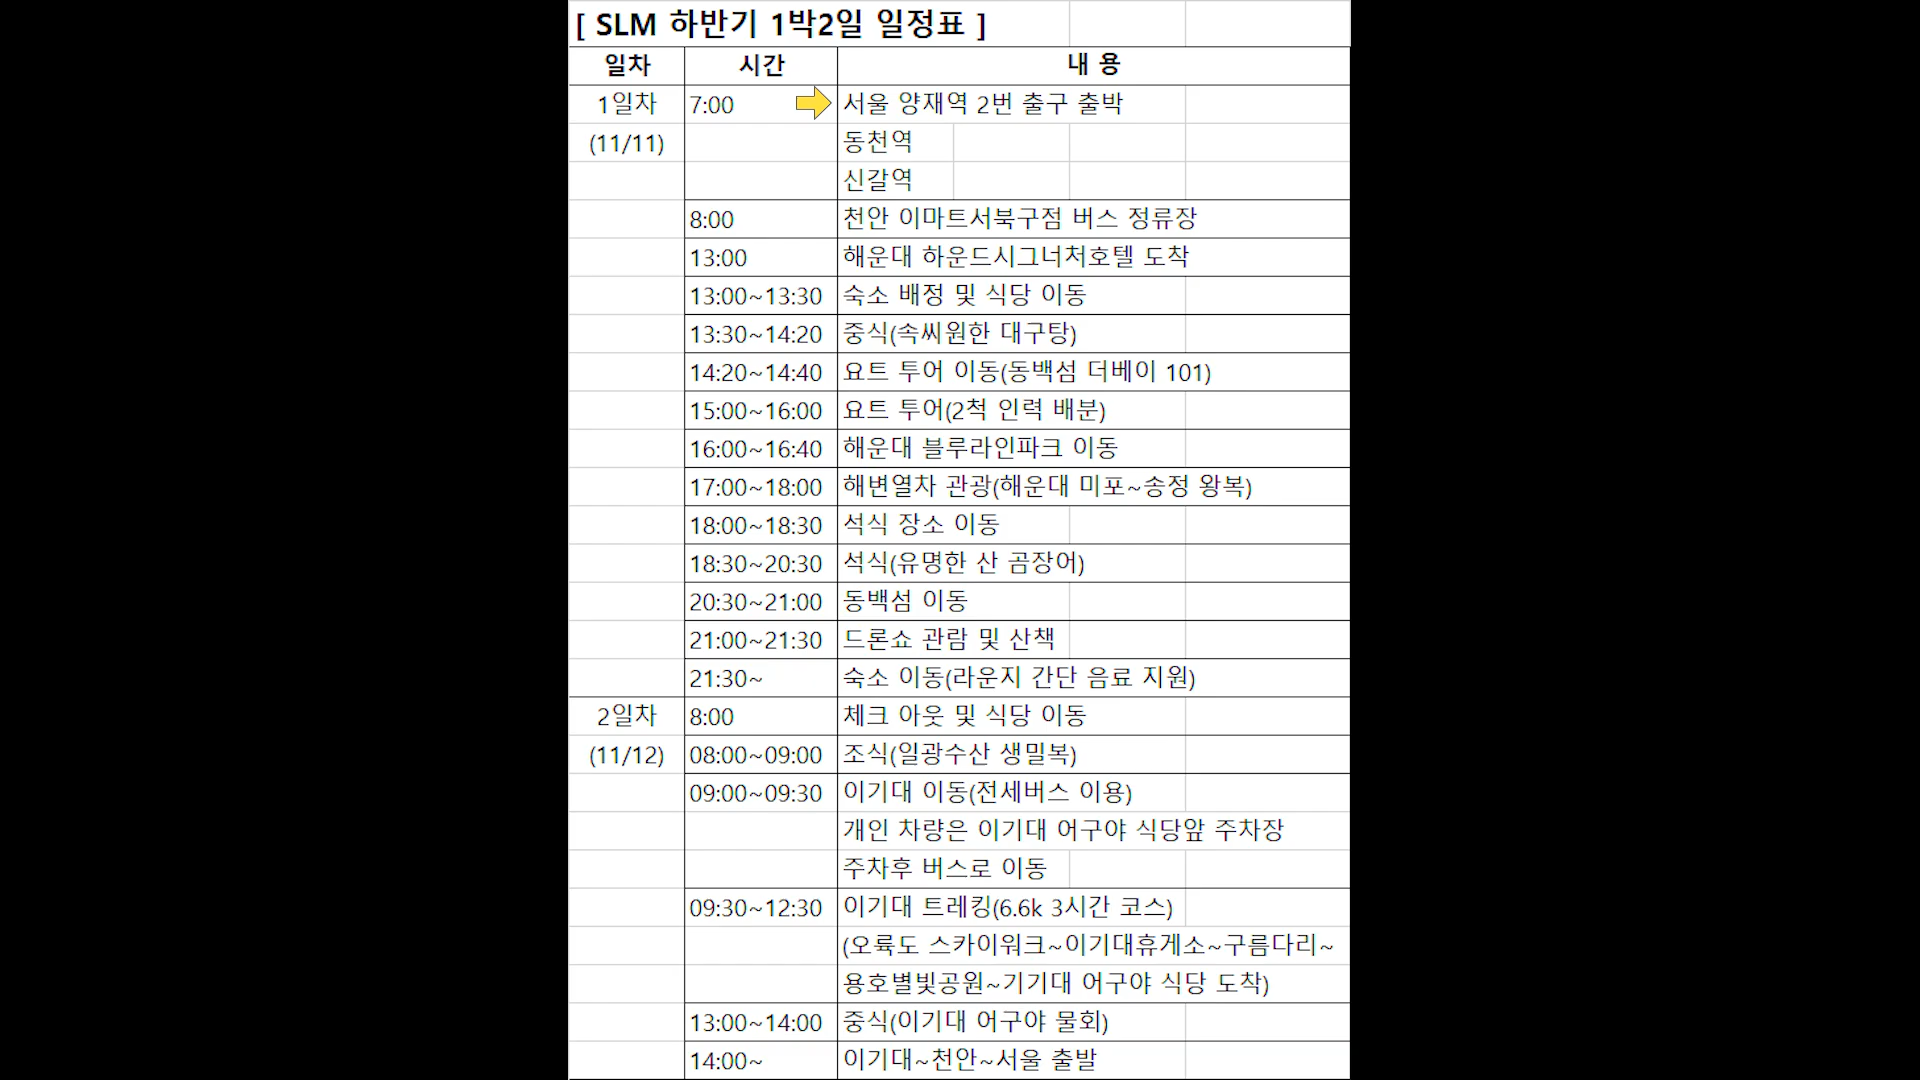 [ SLM 하반기 1박2일 일정표 ]
일차 시간 내 용
1일차 7:00 서울 양재역 2번 출구 출박
(11/11) 동천역
신갈역
8:00 천안 이마트서북구점 버스 정류장
13:00 해운대 하운드시그너처호텔 도착
13:00~13:30 숙소 배정 및 식당 이동
13:30~14:20 중식(속씨원한 대구탕)
14:20~14:40 요트 투어 이동(동백섬 더베이 101)
15:00~16:00 요트 투어(2척 인력 배분)
16:00~16:40 해운대 블루라인파크 이동
17:00~18:00 해변열차 관광(해운대 미포~송정 왕복)
18:00~18:30 석식 장소 이동
18:30~20:30 석식(유명한 산 곰장어)
20:30~21:00 동백섬 이동
21:00~21:30 드론쇼 관람 및 산책
21:30~ 숙소 이동(라운지 간단 음료 지원)
2일차 8:00 체크 아웃 및 식당 이동
(11/12) 08:00~09:00 조식(일광수산 생밀복)
09:00~09:30 이기대 이동(전세버스 이용)
개인 차량은 이기대 어구야 식당앞 주차장
주차후 버스로 이동
09:30~12:30 이기대 트레킹(6.6k 3시간 코스)
(오륙도 스카이워크~이기대휴게소~구름다리~
용호별빛공원~기기대 어구야 식당 도착)
13:00~14:00 중식(이기대 어구야 물회)
14:00~ 이기대~천안~서울 출발